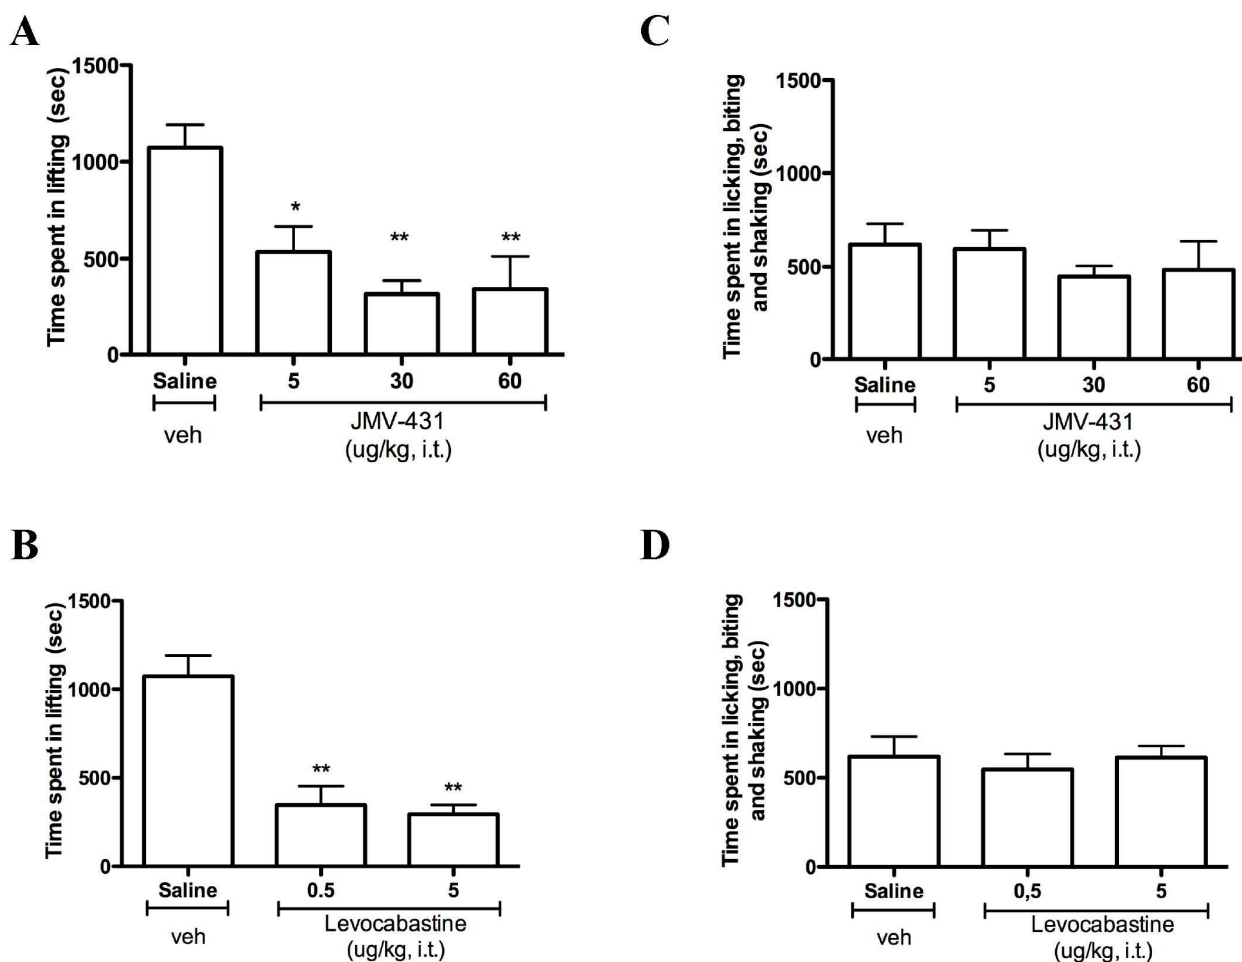 A
Time spent in lifting (sec)
1500
1000
500
0
*
**
**
Saline 5 30 60
veh
JMV-431
(ug/kg, i.t.)
C
Time spent in licking, biting
and shaking (sec)
1500
1000
500
0
Saline 5 30 60
veh
JMV-431
(ug/kg, i.t.)
B
Time spent in lifting (sec)
1500
1000
500
0
**
**
Saline 0.5 5
veh
Levocabastine
(ug/kg, i.t.)
D
Time spent in licking, biting
and shaking (sec)
1500
1000
500
0
Saline 0,5 5
veh
Levocabastine
(ug/kg, i.t.)